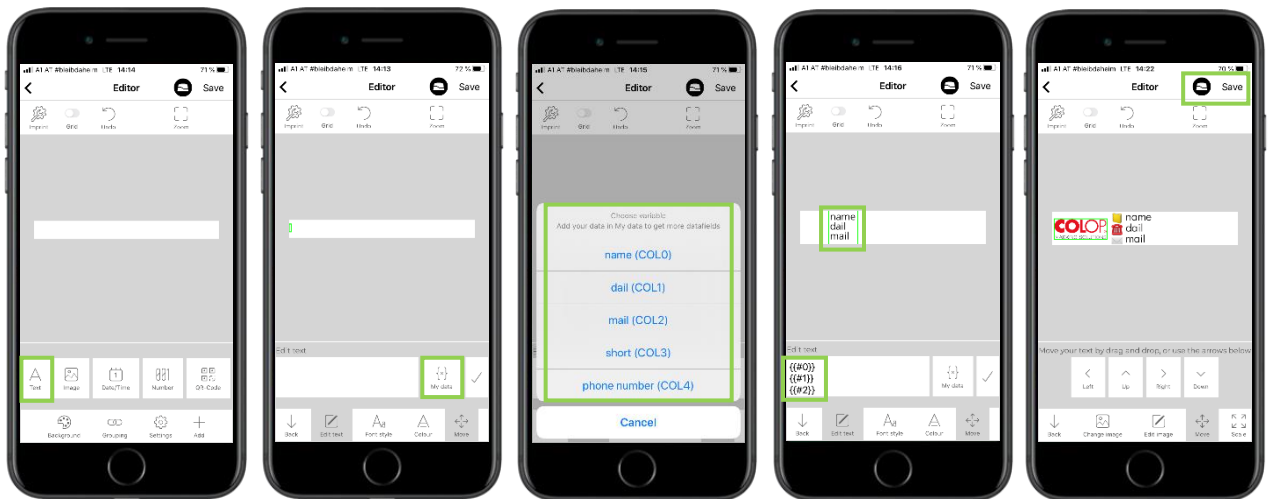 A1 AT #bleibdaheim LTE 14:14 71 %
Editor Save
Imprint Grid Undo Zoom
Text Image Date/Time Number QR-Code
Background Grouping Settings Add
A1 AT #bleibdaheim LTE 14:13 72 %
Editor Save
Imprint Grid Undo Zoom
Edit text
{x}
My data
Back Edit text Font style Colour Move
A1 AT #bleibdaheim LTE 14:15 71 %
Editor Save
Imprint Grid Undo Zoom
Choose variable
Add your data in My data to get more datafields
name (COL0)
dail (COL1)
mail (COL2)
short (COL3)
phone number (COL4)
Cancel
A1 AT #bleibdaheim LTE 14:16 71 %
Editor Save
Imprint Grid Undo Zoom
name
dail
mail
Edit text
{{#0}}
{{#1}}
{{#2}}
{x}
My data
Back Edit text Font style Colour Move
A1 AT #bleibdaheim LTE 14:22 70 %
Editor Save
Imprint Grid Undo Zoom
COLOP
name
dail
mail
Move your text by drag and drop, or use the arrows below
Left Up Right Down
Back Change image Edit image Move Scale